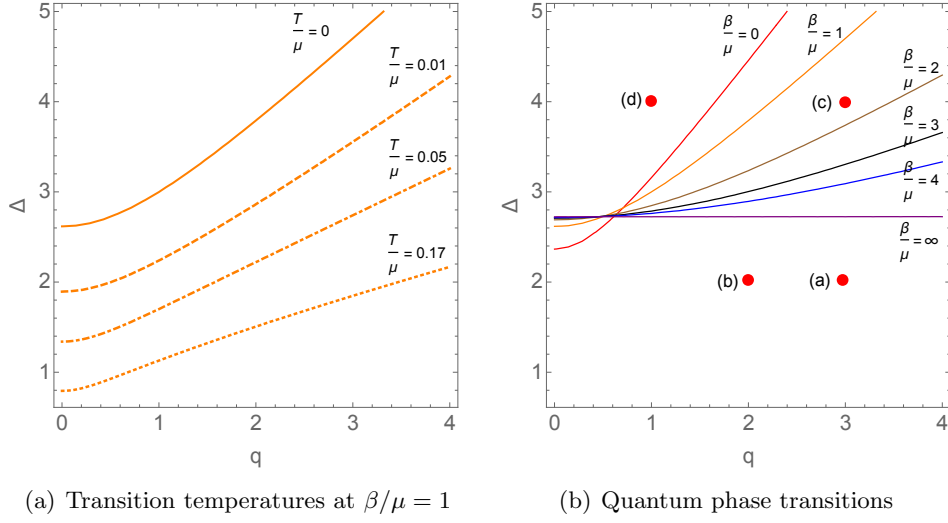 T/μ = 0
T/μ = 0.01
T/μ = 0.05
T/μ = 0.17
5
4
3
2
1
Δ
0 1 2 3 4
q
(a) Transition temperatures at β/μ = 1
β/μ = 0
β/μ = 1
β/μ = 2
β/μ = 3
β/μ = 4
β/μ = ∞
(d)
(c)
(b)
(a)
5
4
3
2
1
Δ
0 1 2 3 4
q
(b) Quantum phase transitions